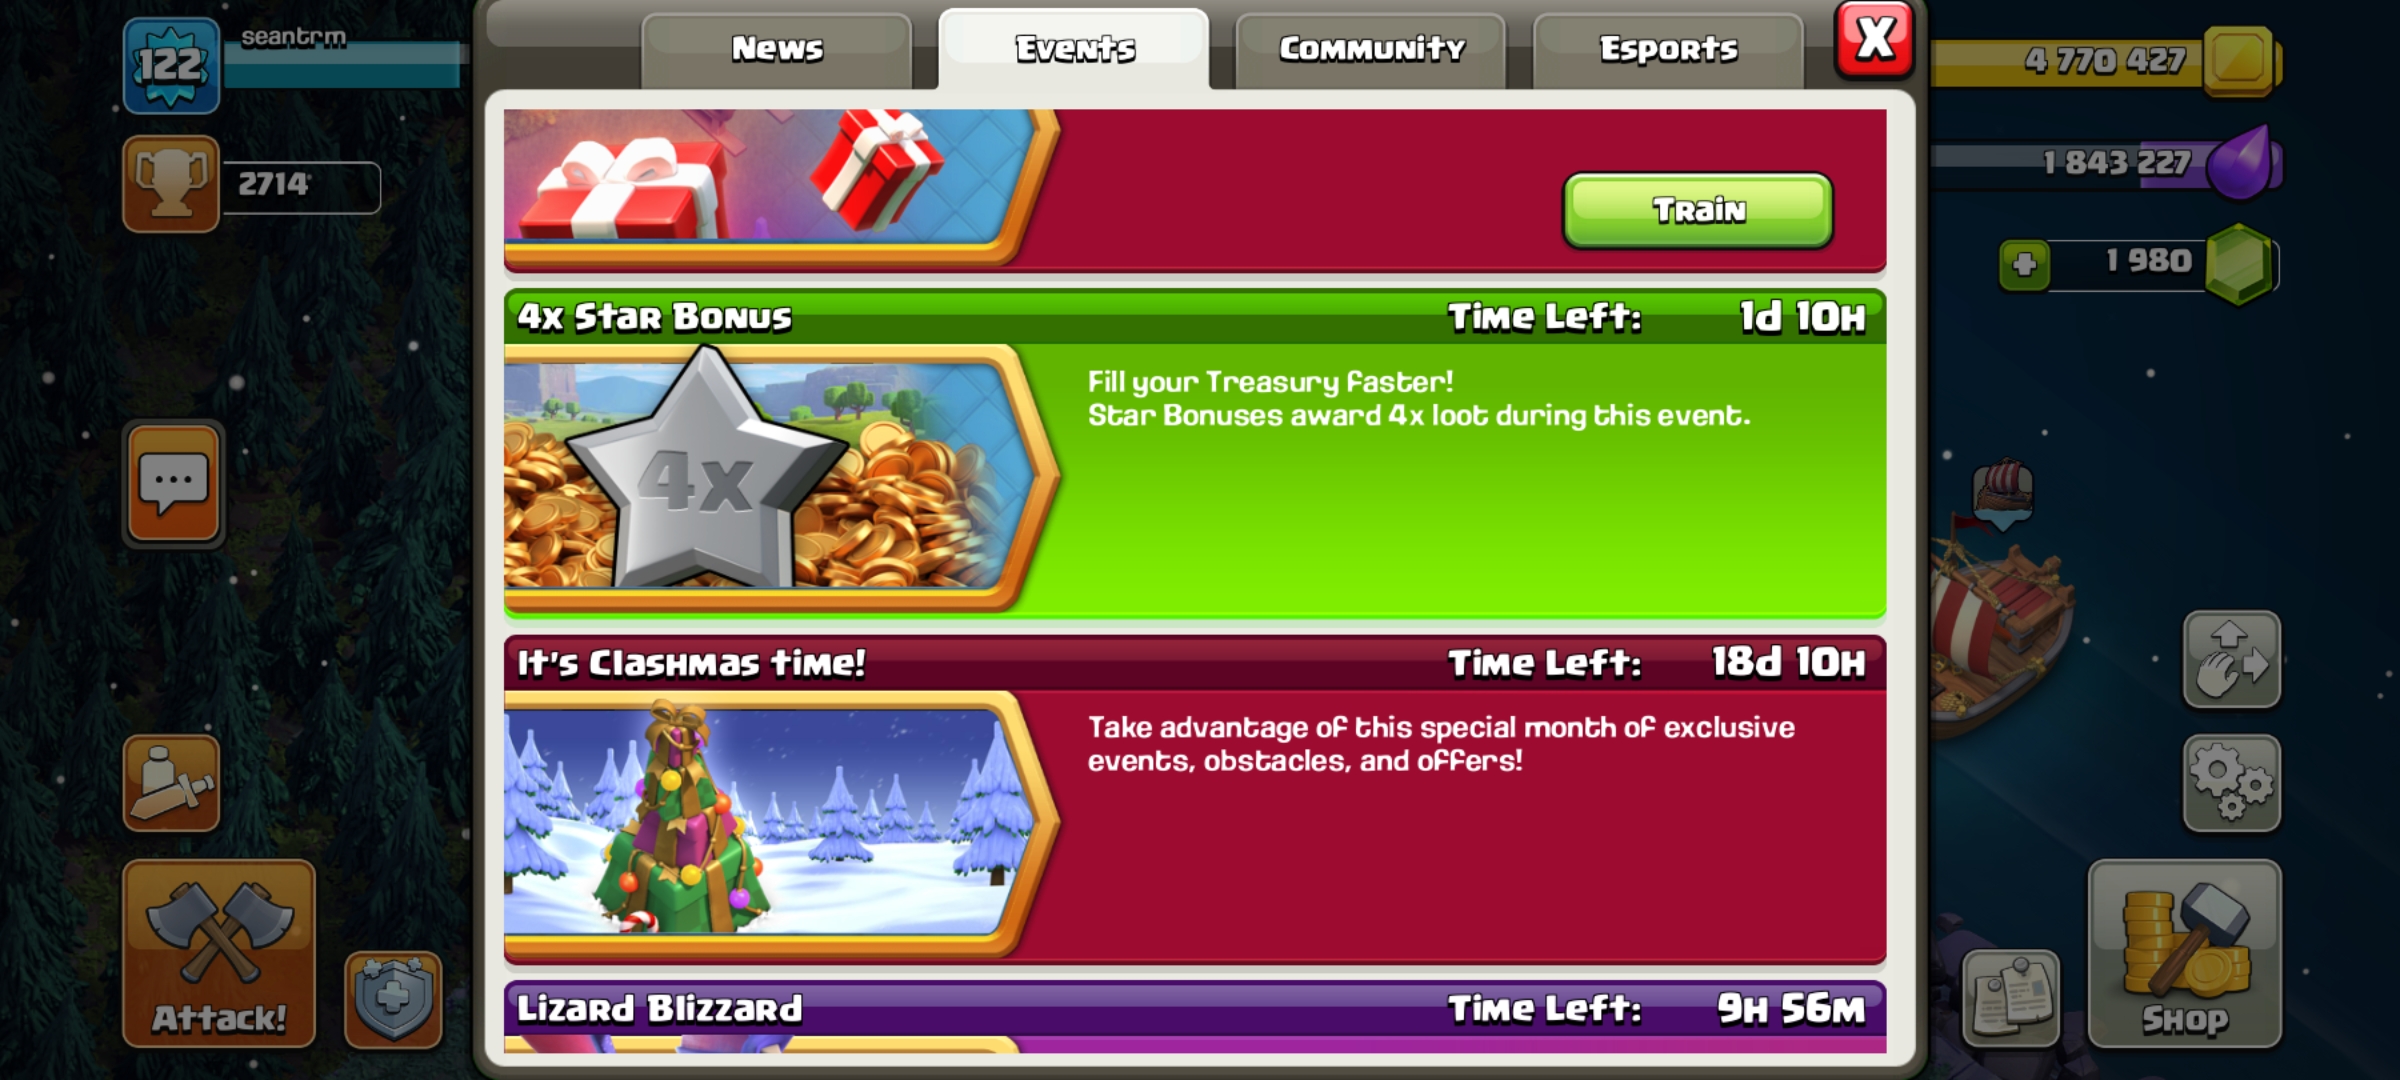 122
seantrm
2714
News
Events
Community
Esports
X
4 770 427
1 843 227
1 980
Train
4x Star Bonus
Time Left: 1d 10H
4x
Fill your Treasury faster!
Star Bonuses award 4x loot during this event.
It's Clashmas time!
Time Left: 18d 10H
Take advantage of this special month of exclusive
events, obstacles, and offers!
Lizard Blizzard
Time Left: 9H 56M
Attack!
Shop